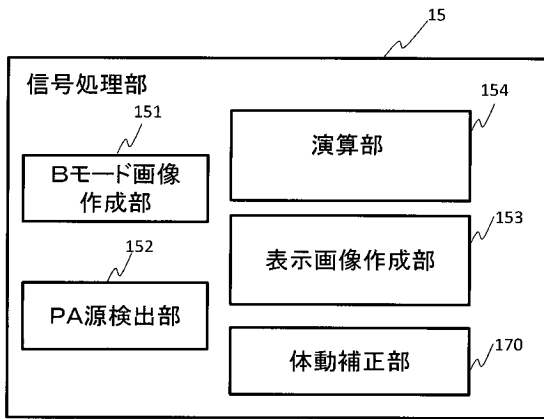 15
信号処理部
151
Bモード画像
作成部
152
PA源検出部
154
演算部
153
表示画像作成部
170
体動補正部